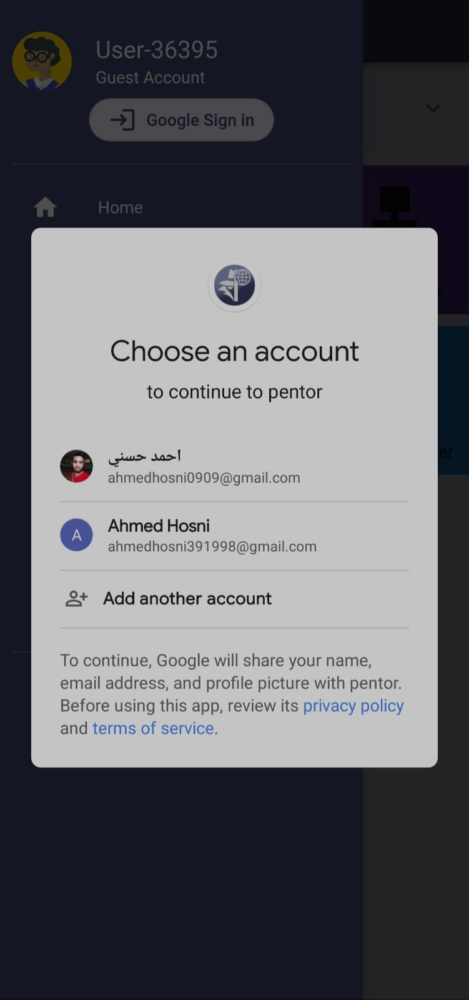 User-36395
Guest Account
Google Sign in
Home
Choose an account
to continue to pentor
احمد حسني
ahmedhosni0909@gmail.com
A
Ahmed Hosni
ahmedhosni391998@gmail.com
Add another account
To continue, Google will share your name,
email address, and profile picture with pentor.
Before using this app, review its privacy policy
and terms of service.
er